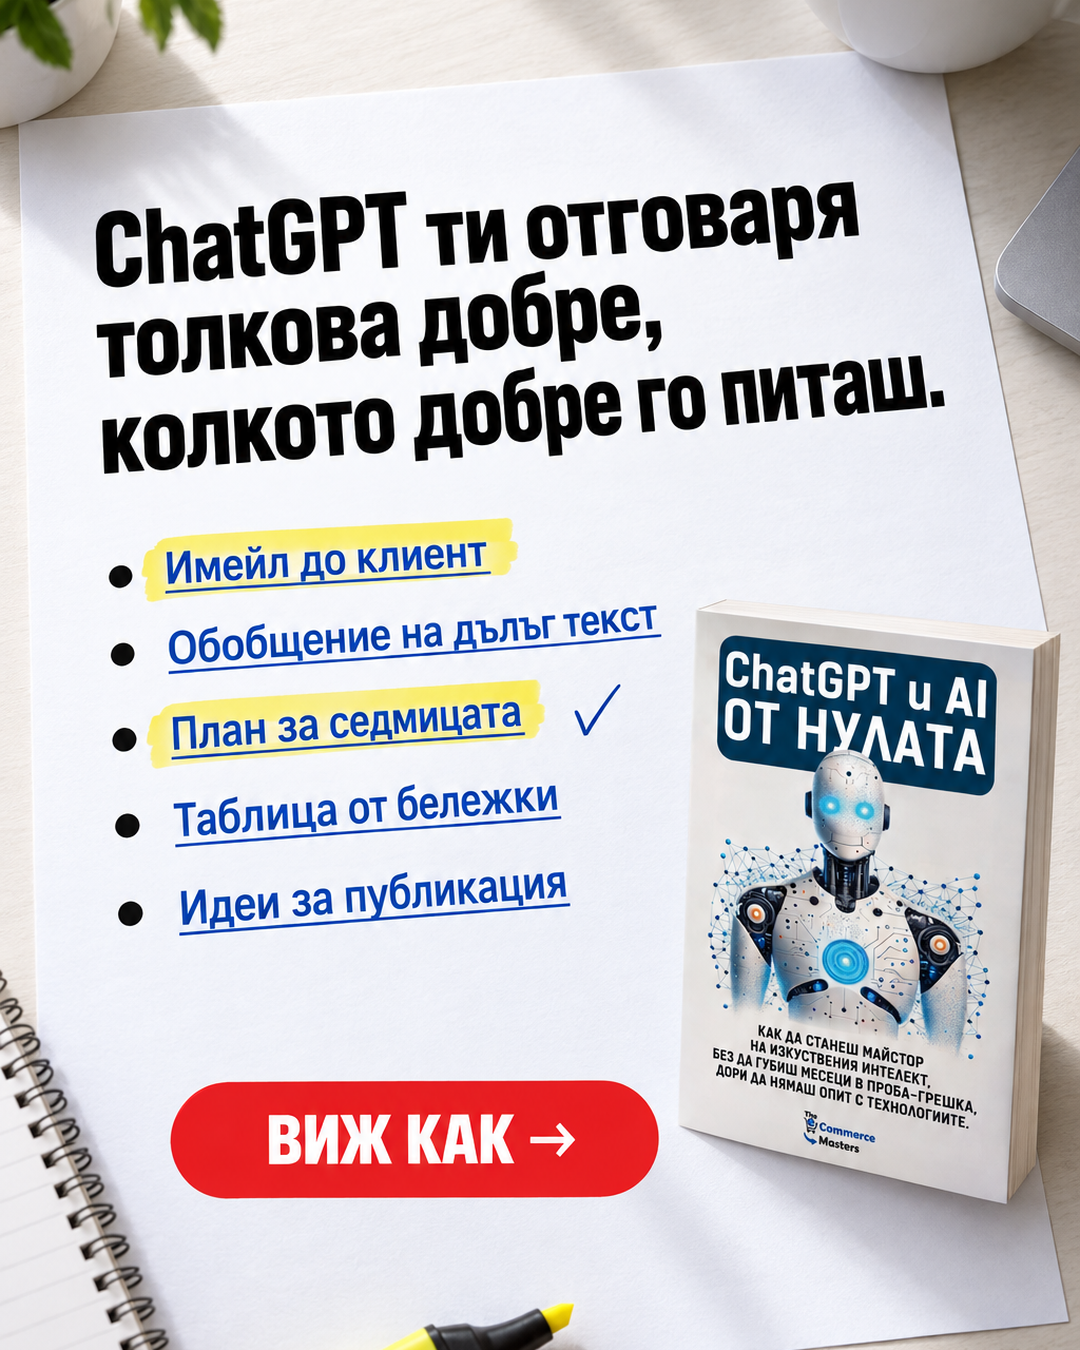 ChatGPT ти отговаря
толкова добре,
колкото добре го питаш.
Имейл до клиент
Обобщение на дълъг текст
План за седмицата
Таблица от бележки
Идеи за публикация
ВИЖ КАК →
ChatGPT и AI
ОТ НУЛАТА
КАК ДА СТАНЕШ МАЙСТОР
НА ИЗКУСТВЕНИЯ ИНТЕЛЕКТ,
БЕЗ ДА ГУБИШ МЕСЕЦИ В ПРОБА-ГРЕШКА,
ДОРИ ДА НЯМАШ ОПИТ С ТЕХНОЛОГИИТЕ.
The
eCommerce
Masters